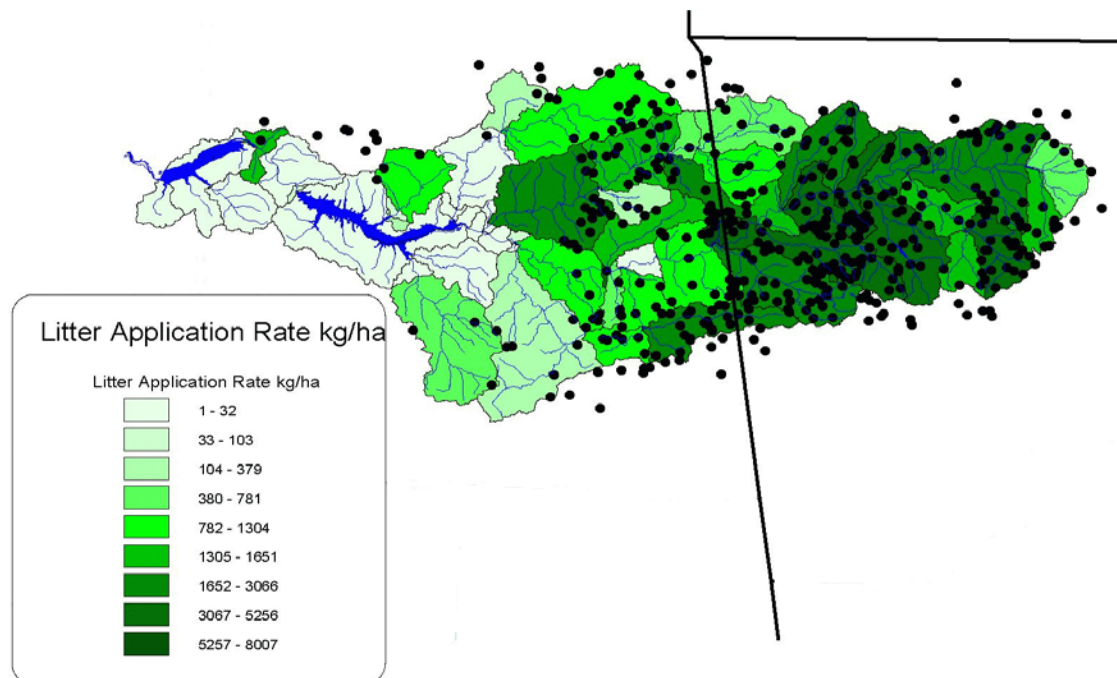 Litter Application Rate kg/ha
Litter Application Rate kg/ha
1 - 32
33 - 103
104 - 379
380 - 781
782 - 1304
1305 - 1651
1652 - 3066
3067 - 5256
5257 - 8007